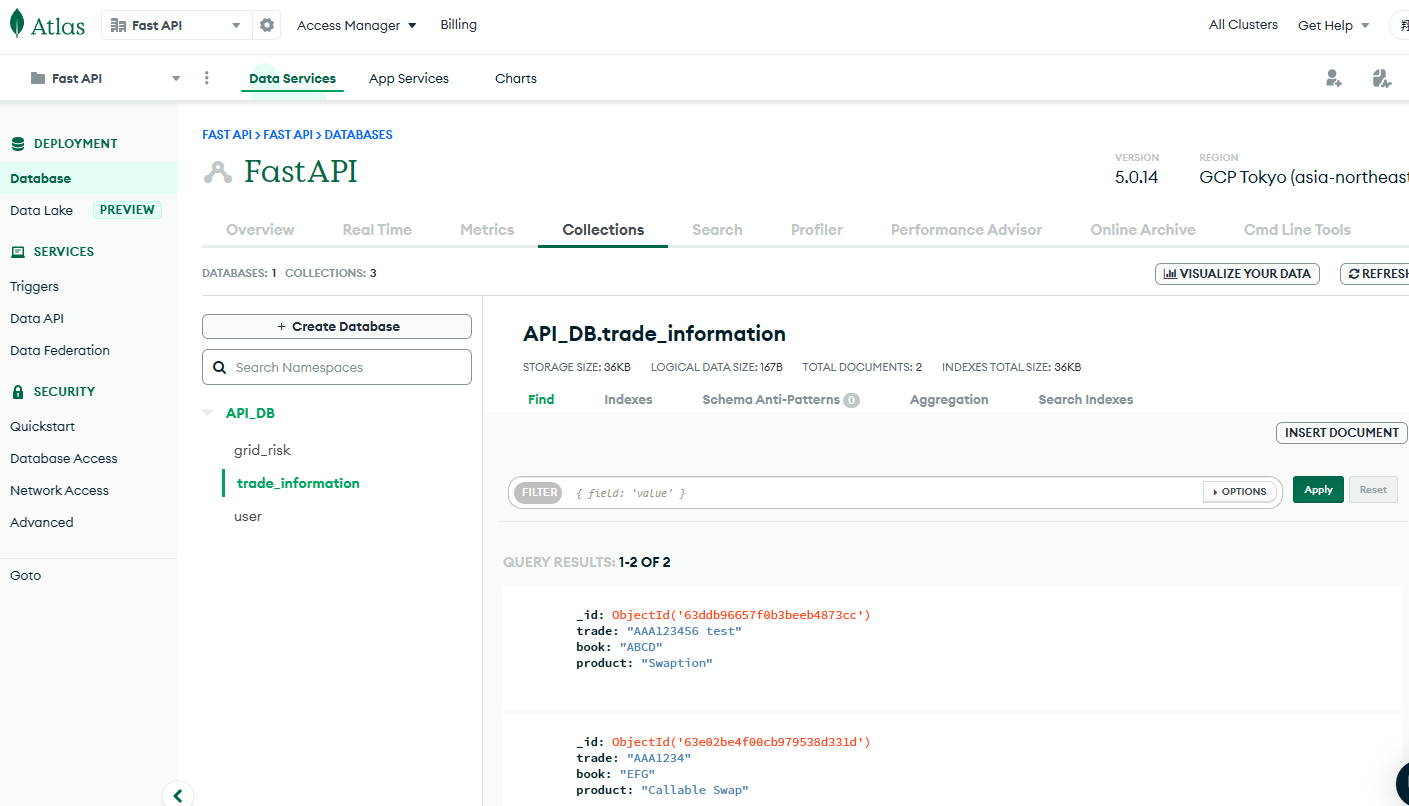 Atlas
Fast API
Access Manager
Billing
All Clusters
Get Help
翔
Fast API
Data Services
App Services
Charts
DEPLOYMENT
Database
Data Lake PREVIEW
SERVICES
Triggers
Data API
Data Federation
SECURITY
Quickstart
Database Access
Network Access
Advanced
Goto
FAST API > FAST API > DATABASES
FastAPI
VERSION
5.0.14
REGION
GCP Tokyo (asia-northeast
Overview
Real Time
Metrics
Collections
Search
Profiler
Performance Advisor
Online Archive
Cmd Line Tools
DATABASES: 1 COLLECTIONS: 3
VISUALIZE YOUR DATA
REFRESH
+ Create Database
Search Namespaces
API_DB
grid_risk
trade_information
user
API_DB.trade_information
STORAGE SIZE: 36KB LOGICAL DATA SIZE: 167B TOTAL DOCUMENTS: 2 INDEXES TOTAL SIZE: 36KB
Find
Indexes
Schema Anti-Patterns 0
Aggregation
Search Indexes
INSERT DOCUMENT
FILTER { field: 'value' }
OPTIONS
Apply
Reset
QUERY RESULTS: 1-2 OF 2
_id: ObjectId('63ddb96657f0b3beeb4873cc')
trade: "AAA123456 test"
book: "ABCD"
product: "Swaption"
_id: ObjectId('63e02be4f00cb979538d331d')
trade: "AAA1234"
book: "EFG"
product: "Callable Swap"